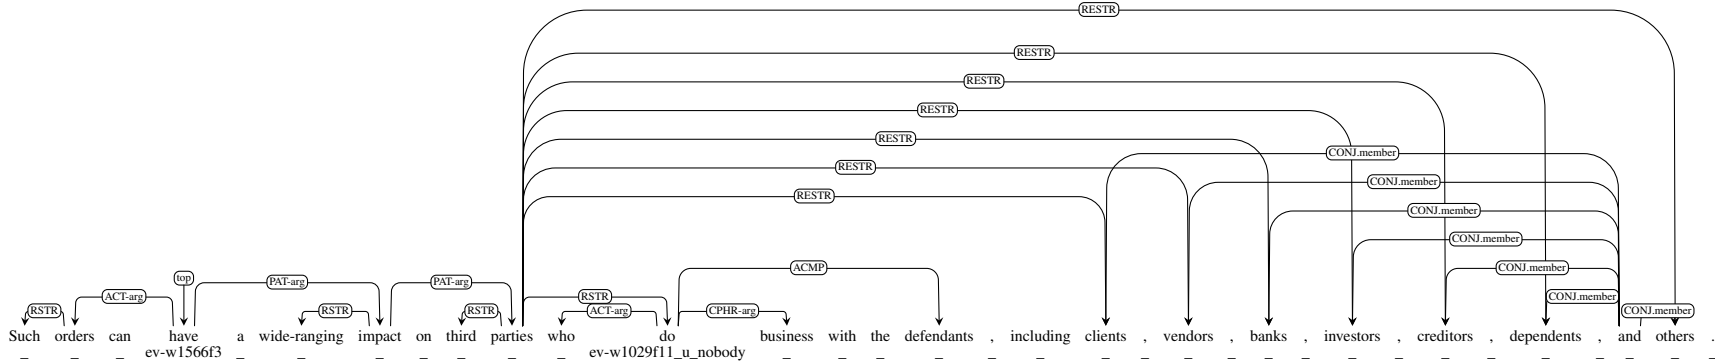 RESTR
RESTR
RESTR
RESTR
RESTR
CONJ.member
RESTR
CONJ.member
RESTR
CONJ.member
CONJ.member
top PAT-arg PAT-arg ACMP CONJ.member
ACT-arg RSTR CONJ.member
RSTR RSTR RSTR ACT-arg CPHR-arg CONJ.member
Such orders can have a wide-ranging impact on third parties who do business with the defendants , including clients , vendors , banks , investors , creditors , dependents , and others .
_ _ _ ev-w1566f3 _ _ _ _ _ _ _ ev-w1029f11_u_nobody _ _ _ _ _ _ _ _ _ _ _ _ _ _ _ _ _ _ _ _ _ _